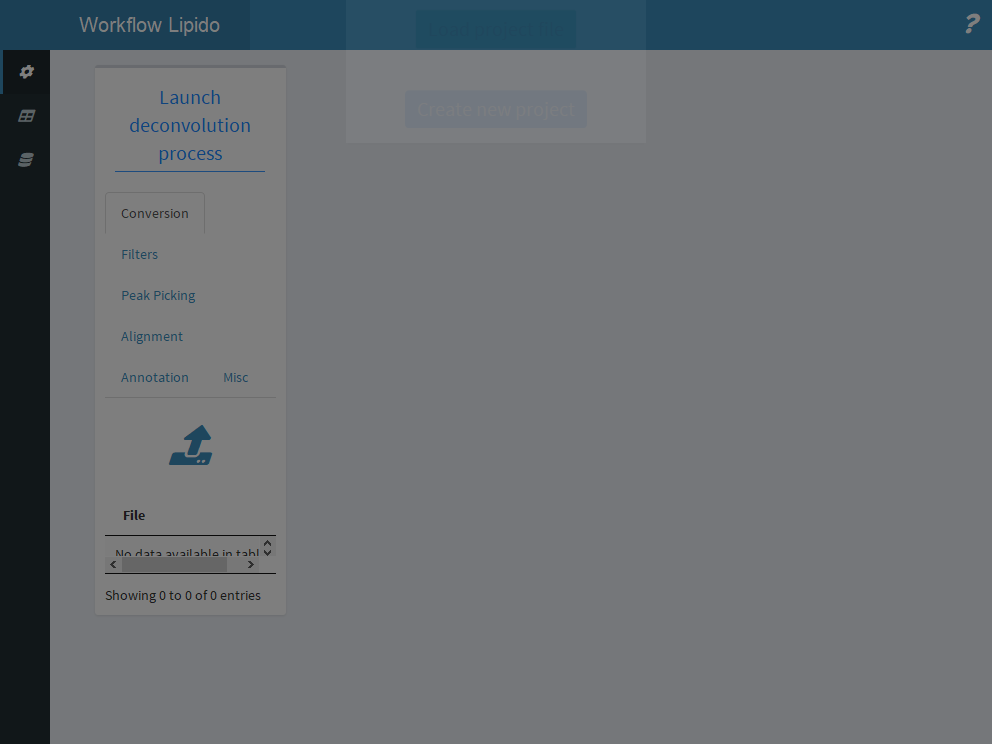 Workflow Lipido
?
Launch
deconvolution
process
Conversion
Filters
Peak Picking
Alignment
Annotation Misc
File
No data available in tabl
Showing 0 to 0 of 0 entries
Create new project